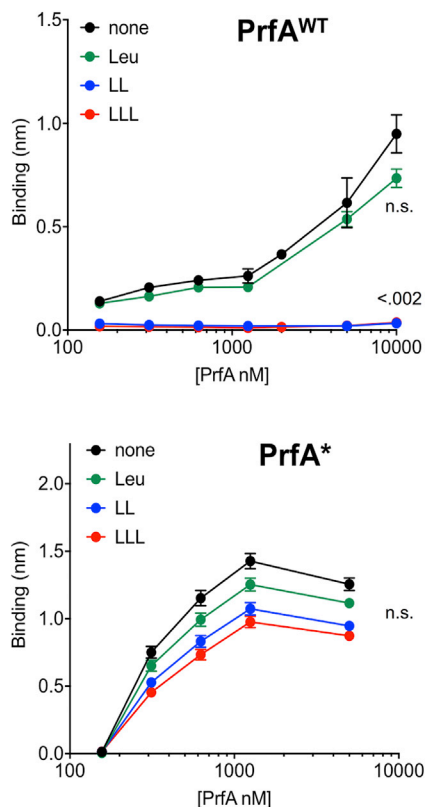 PrfAWT
none
Leu
LL
LLL
1.5
1.0
0.5
0.0
Binding (nm)
n.s.
<.002
100
1000
10000
[PrfA nM]
PrfA*
none
Leu
LL
LLL
2.0
1.5
1.0
0.5
0.0
Binding (nm)
n.s.
100
1000
10000
[PrfA nM]